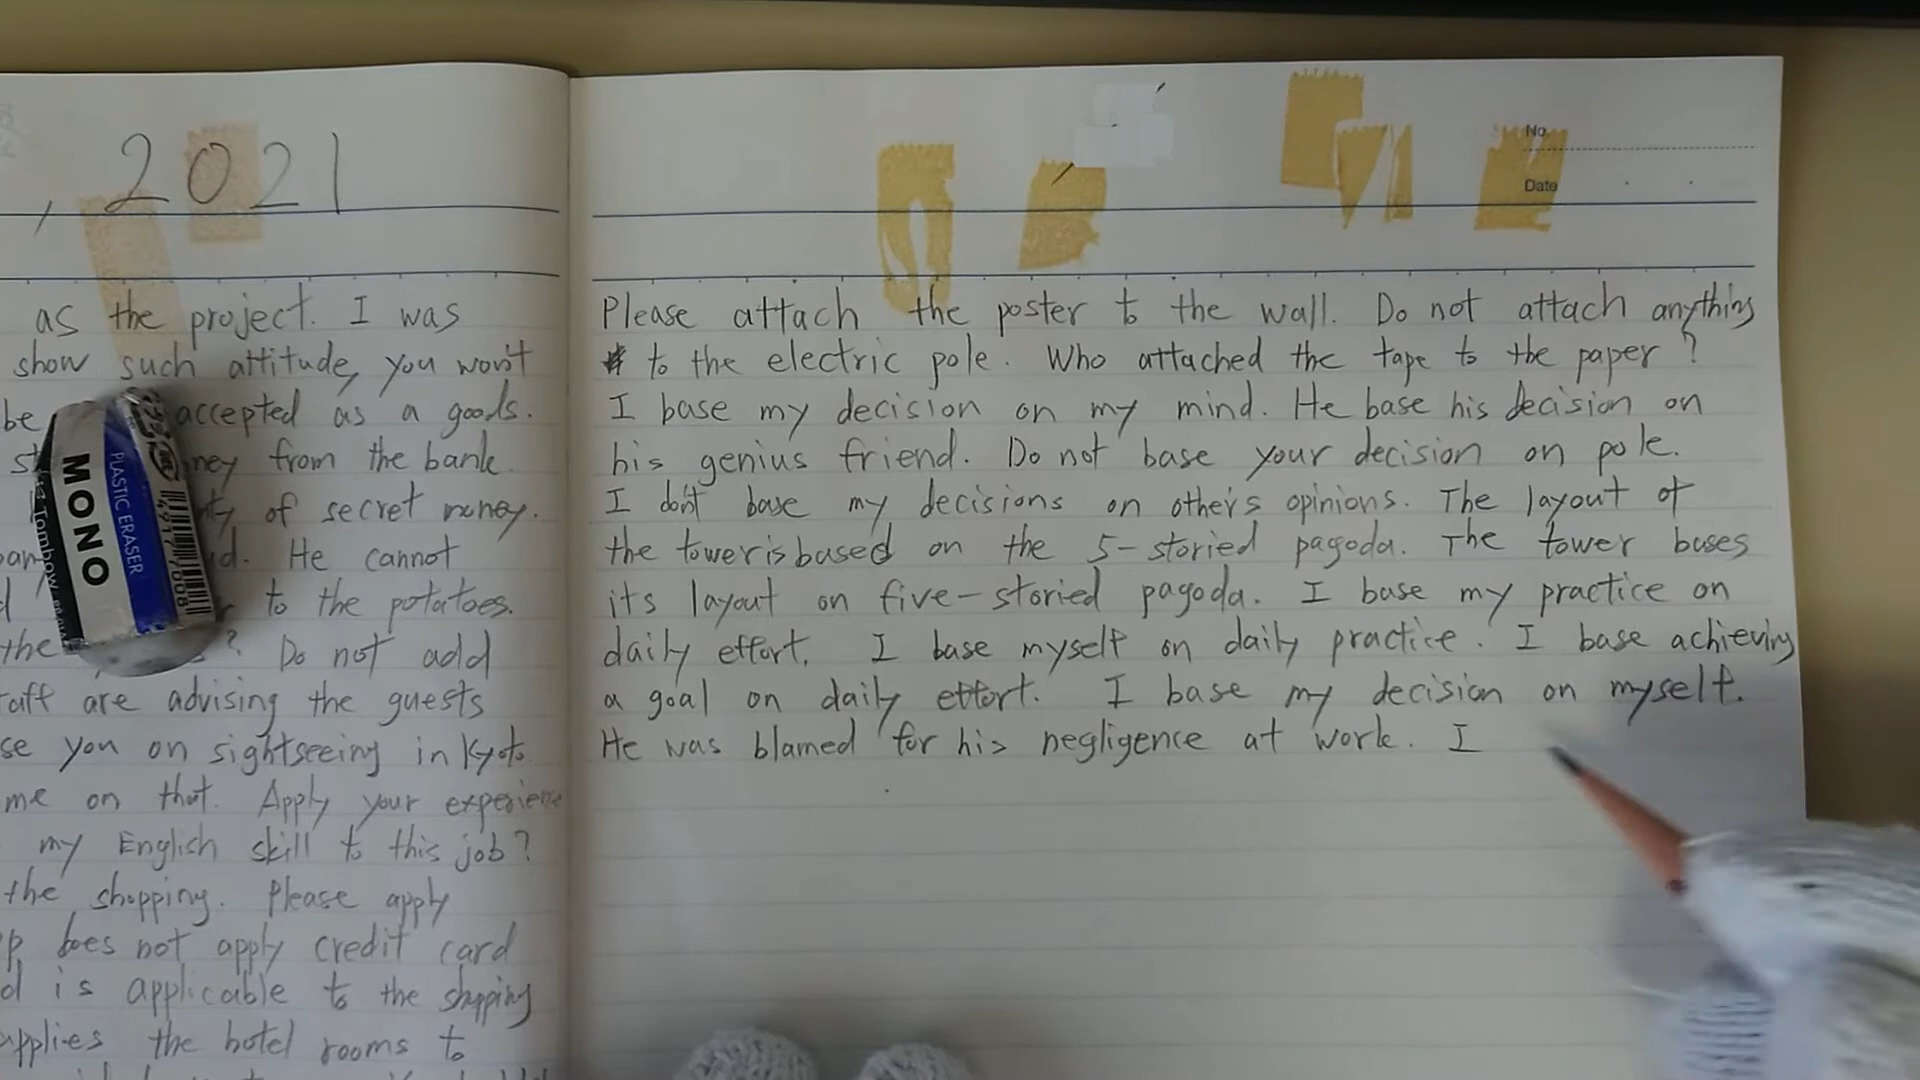 , 2021
as the project. I was
show such attitude, you won't
be accepted as a goods.
ney from the bank.
of secret money.
d. He cannot
to the potatoes.
the ? Do not add
aff are advising the guests
se you on sightseeing in Kyoto
me on that. Apply your experience
my English skill to this job?
the shopping. Please apply
p does not apply credit card
d is applicable to the shpping
upplies the hotel rooms to
MONO
PLASTIC ERASER
Tombow
No.
Date
Please attach the poster to the wall. Do not attach anything
to the electric pole. Who attached the tape to the paper?
I base my decision on my mind. He base his decision on
his genius friend. Do not base your decision on pole.
I don't base my decisions on other's opinions. The layout of
the tower is based on the 5-storied pagoda. The tower bases
its layout on five-storied pagoda. I base my practice on
daily effort. I base myself on daily practice. I base achieving
a goal on daily effort. I base my decision on myself.
He was blamed for his negligence at work. I